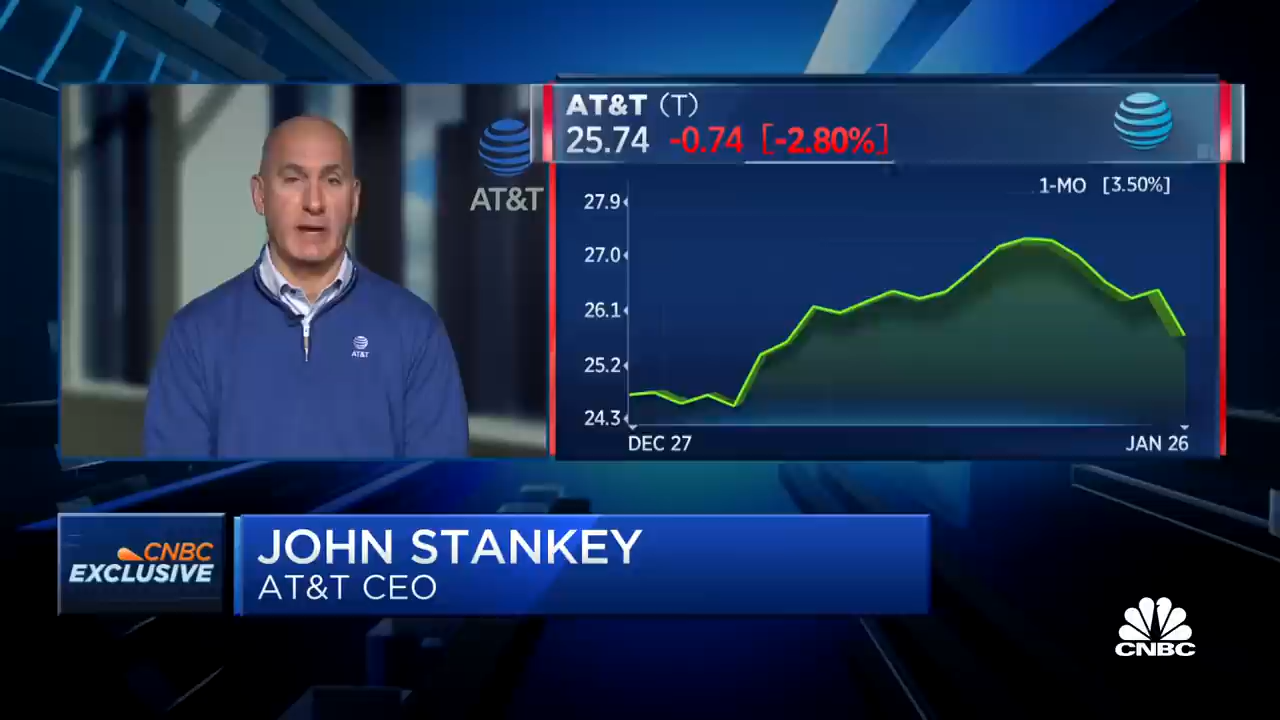 AT&T
AT&T
AT&T (T)
25.74 -0.74 [-2.80%]
1-MO [3.50%]
27.9
27.0
26.1
25.2
24.3
DEC 27
JAN 26
CNBC
EXCLUSIVE
JOHN STANKEY
AT&T CEO
CNBC